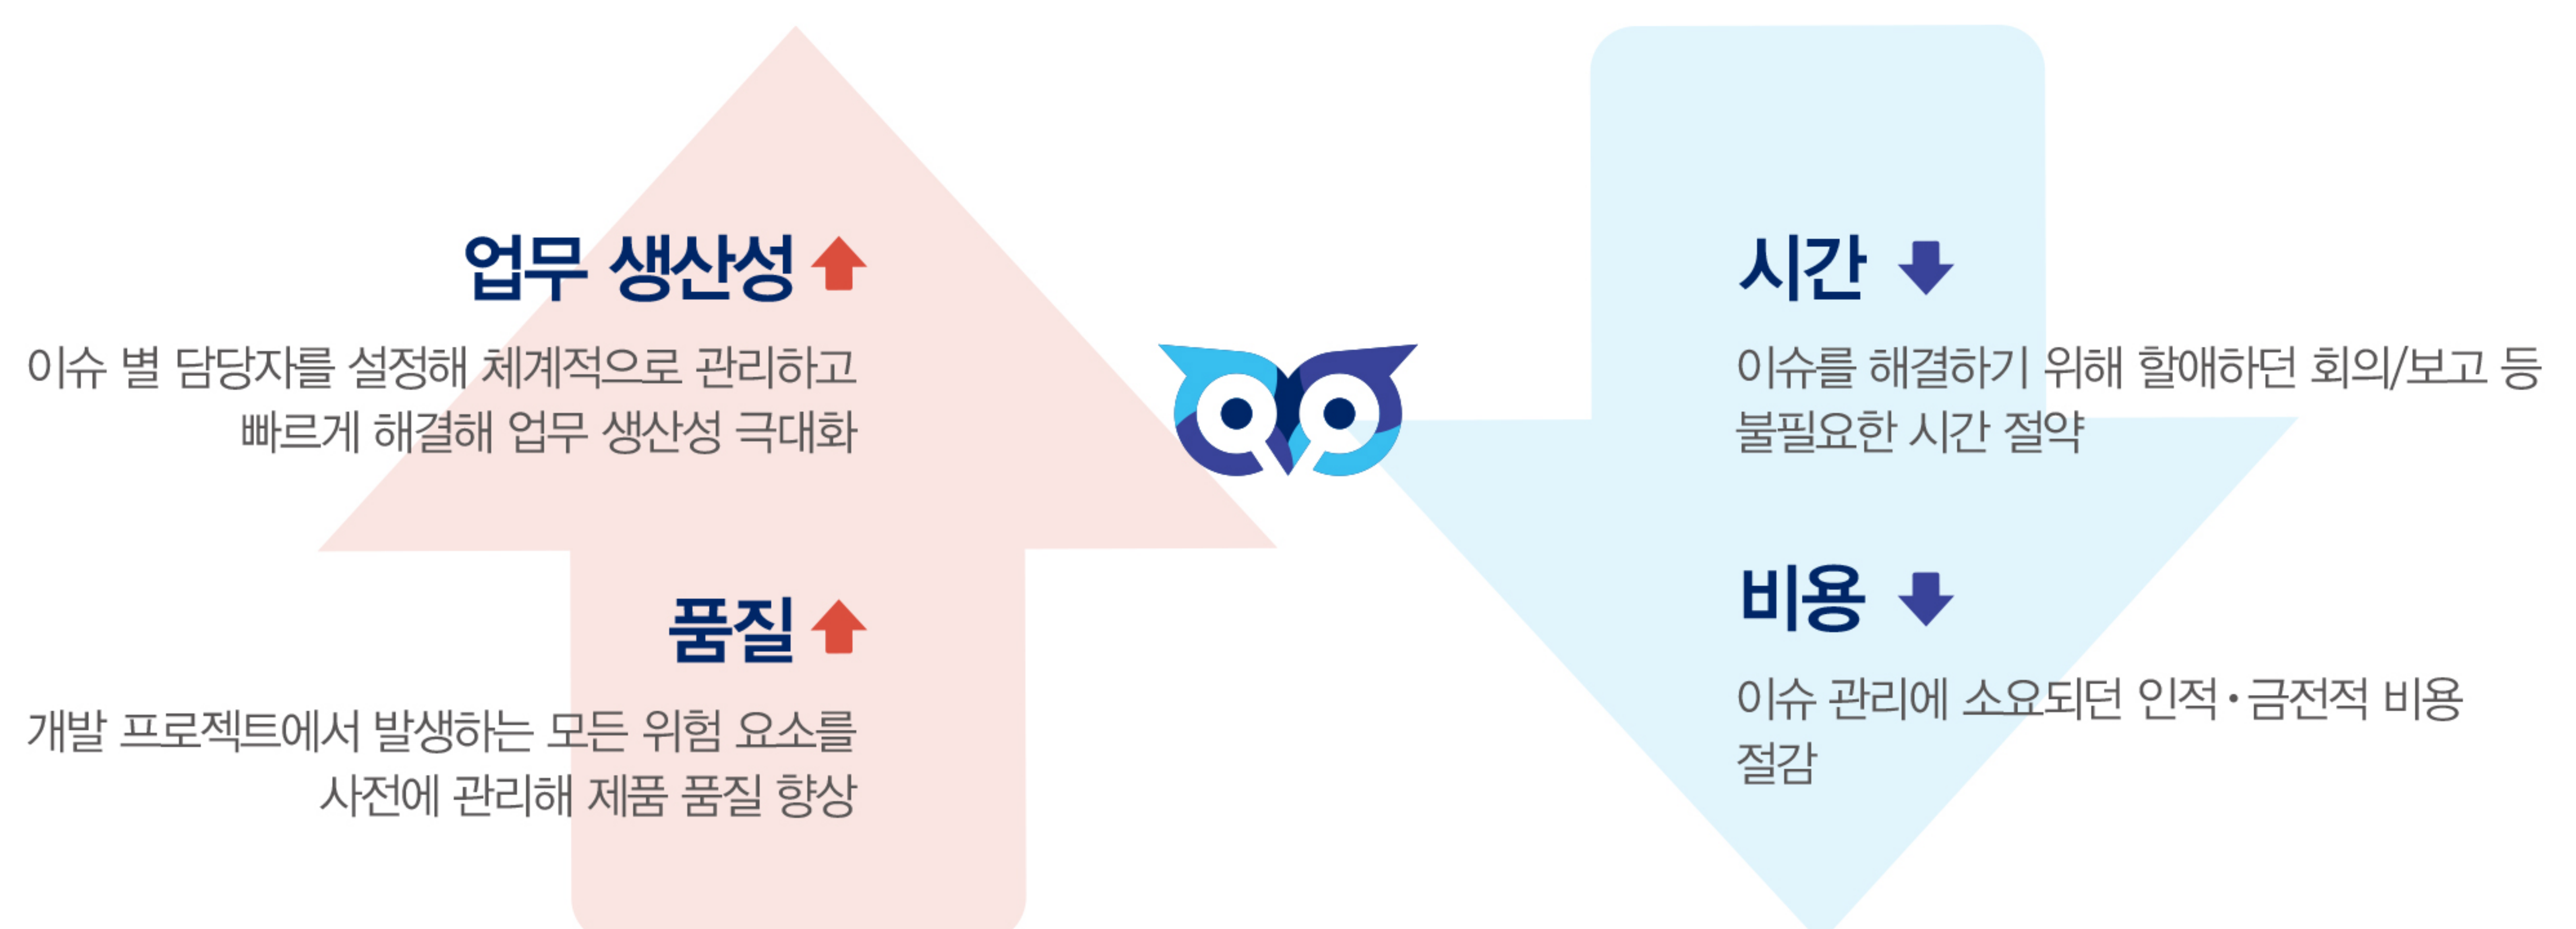 업무 생산성
이슈 별 담당자를 설정해 체계적으로 관리하고
빠르게 해결해 업무 생산성 극대화
품질
개발 프로젝트에서 발생하는 모든 위험 요소를
사전에 관리해 제품 품질 향상
시간
이슈를 해결하기 위해 할애하던 회의/보고 등
불필요한 시간 절약
비용
이슈 관리에 소요되던 인적·금전적 비용
절감